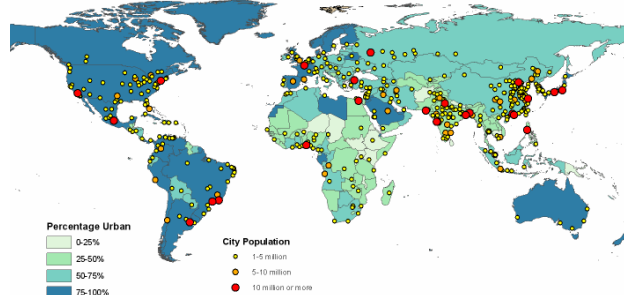 Percentage Urban
0-25%
25-50%
50-75%
75-100%
City Population
1-5 million
5-10 million
10 million or more